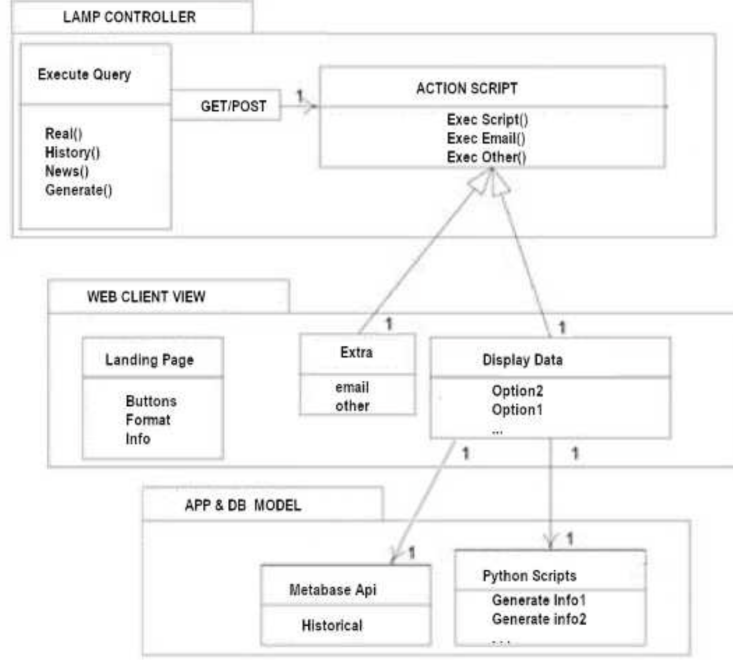 LAMP CONTROLLER
Execute Query
Real()
History()
News()
Generate()
GET/POST
1
ACTION SCRIPT
Exec Script()
Exec Email()
Exec Other()
WEB CLIENT VIEW
Landing Page
Buttons
Format
Info
1
Extra
email
other
1
Display Data
Option2
Option1
...
1
1
APP & DB MODEL
1
Metabase Api
Historical
1
Python Scripts
Generate Info1
Generate info2
...